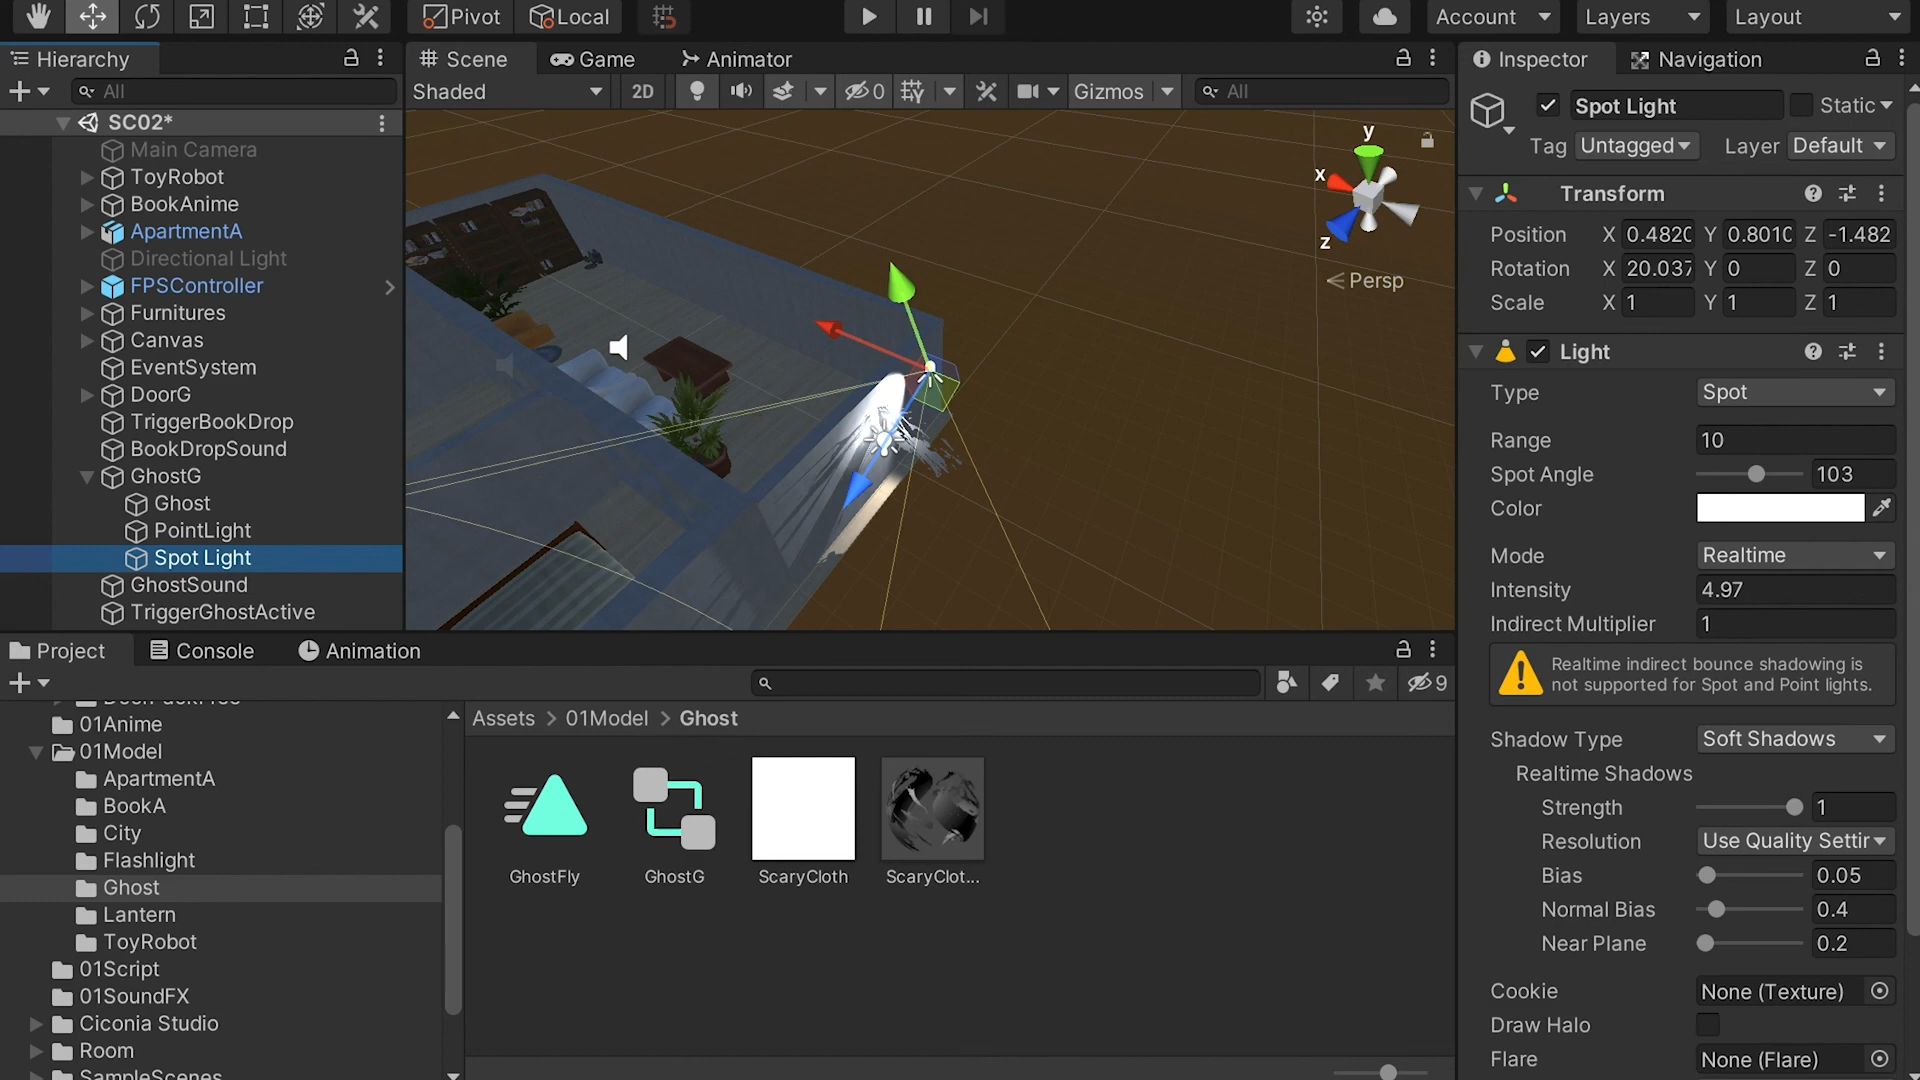 Pivot Local Account Layers Layout
Hierarchy Scene Game Animator Inspector Navigation
All Shaded 2D 0 Gizmos All
Spot Light Static
SC02*
Tag Untagged Layer Default
Main Camera
ToyRobot
BookAnime
ApartmentA
Directional Light
FPSController
Furnitures
Canvas
EventSystem
DoorG
TriggerBookDrop
BookDropSound
GhostG
Ghost
PointLight
Spot Light
GhostSound
TriggerGhostActive
y
x
z
Persp
Transform
Position X 0.482C Y 0.801C Z -1.482
Rotation X 20.037 Y 0 Z 0
Scale X 1 Y 1 Z 1
Light
Type Spot
Range 10
Spot Angle 103
Color
Mode Realtime
Intensity 4.97
Indirect Multiplier 1
Realtime indirect bounce shadowing is
not supported for Spot and Point lights.
Shadow Type Soft Shadows
Realtime Shadows
Strength 1
Resolution Use Quality Settir
Bias 0.05
Normal Bias 0.4
Near Plane 0.2
Cookie None (Texture)
Draw Halo
Flare None (Flare)
Project Console Animation
9
01Anime
01Model
ApartmentA
BookA
City
Flashlight
Ghost
Lantern
ToyRobot
01Script
01SoundFX
Ciconia Studio
Room
SampleScenes
Assets > 01Model > Ghost
GhostFly GhostG ScaryCloth ScaryClot...